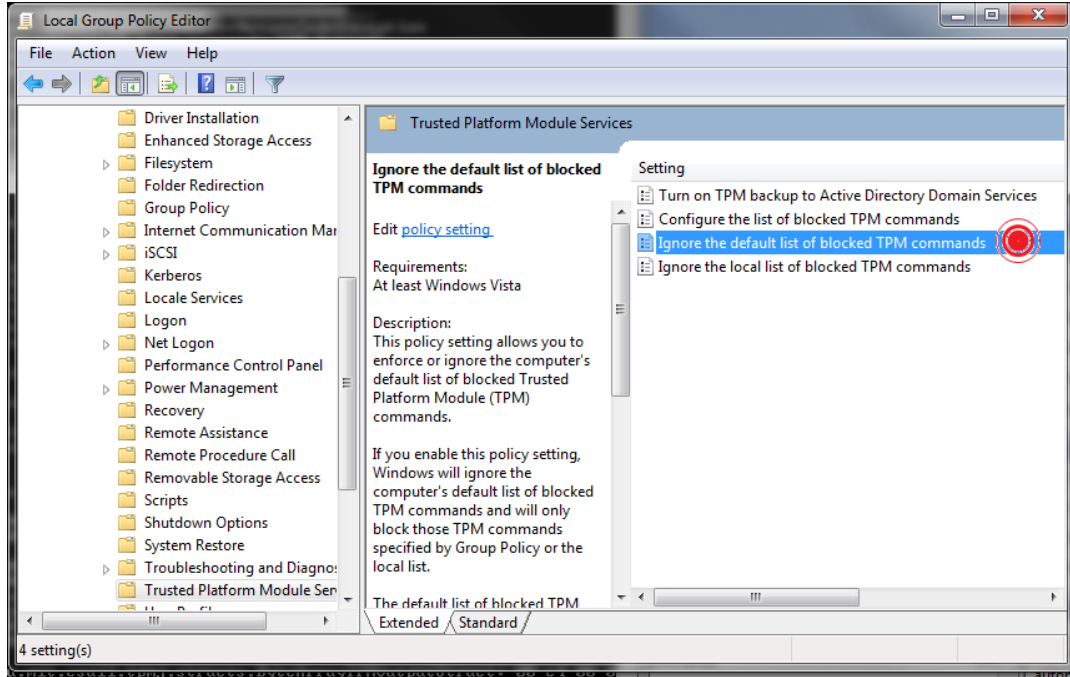 Local Group Policy Editor
File Action View Help
Driver Installation
Enhanced Storage Access
Filesystem
Folder Redirection
Group Policy
Internet Communication Mar
iSCSI
Kerberos
Locale Services
Logon
Net Logon
Performance Control Panel
Power Management
Recovery
Remote Assistance
Remote Procedure Call
Removable Storage Access
Scripts
Shutdown Options
System Restore
Troubleshooting and Diagnos
Trusted Platform Module Ser
Trusted Platform Module Services
Ignore the default list of blocked
TPM commands
Edit policy setting
Requirements:
At least Windows Vista
Description:
This policy setting allows you to
enforce or ignore the computer's
default list of blocked Trusted
Platform Module (TPM)
commands.
If you enable this policy setting,
Windows will ignore the
computer's default list of blocked
TPM commands and will only
block those TPM commands
specified by Group Policy or the
local list.
The default list of blocked TPM
Setting
Turn on TPM backup to Active Directory Domain Services
Configure the list of blocked TPM commands
Ignore the default list of blocked TPM commands
Ignore the local list of blocked TPM commands
Extended Standard
4 setting(s)